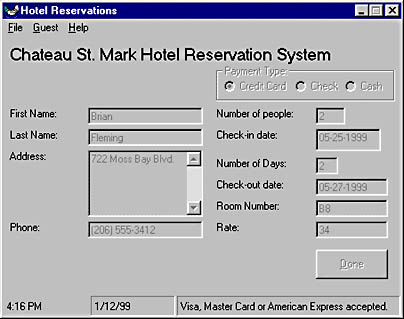 Hotel Reservations
File Guest Help
Chateau St. Mark Hotel Reservation System
Payment Type:
Credit Card Check Cash
First Name: Brian Number of people: 2
Last Name: Fleming Check-in date: 05-25-1999
Address: 722 Moss Bay Blvd. Number of Days: 2
Check-out date: 05-27-1999
Room Number: B8
Phone: (206) 555-3412 Rate: 34
Done
4:16 PM 1/12/99 Visa, Master Card or American Express accepted.